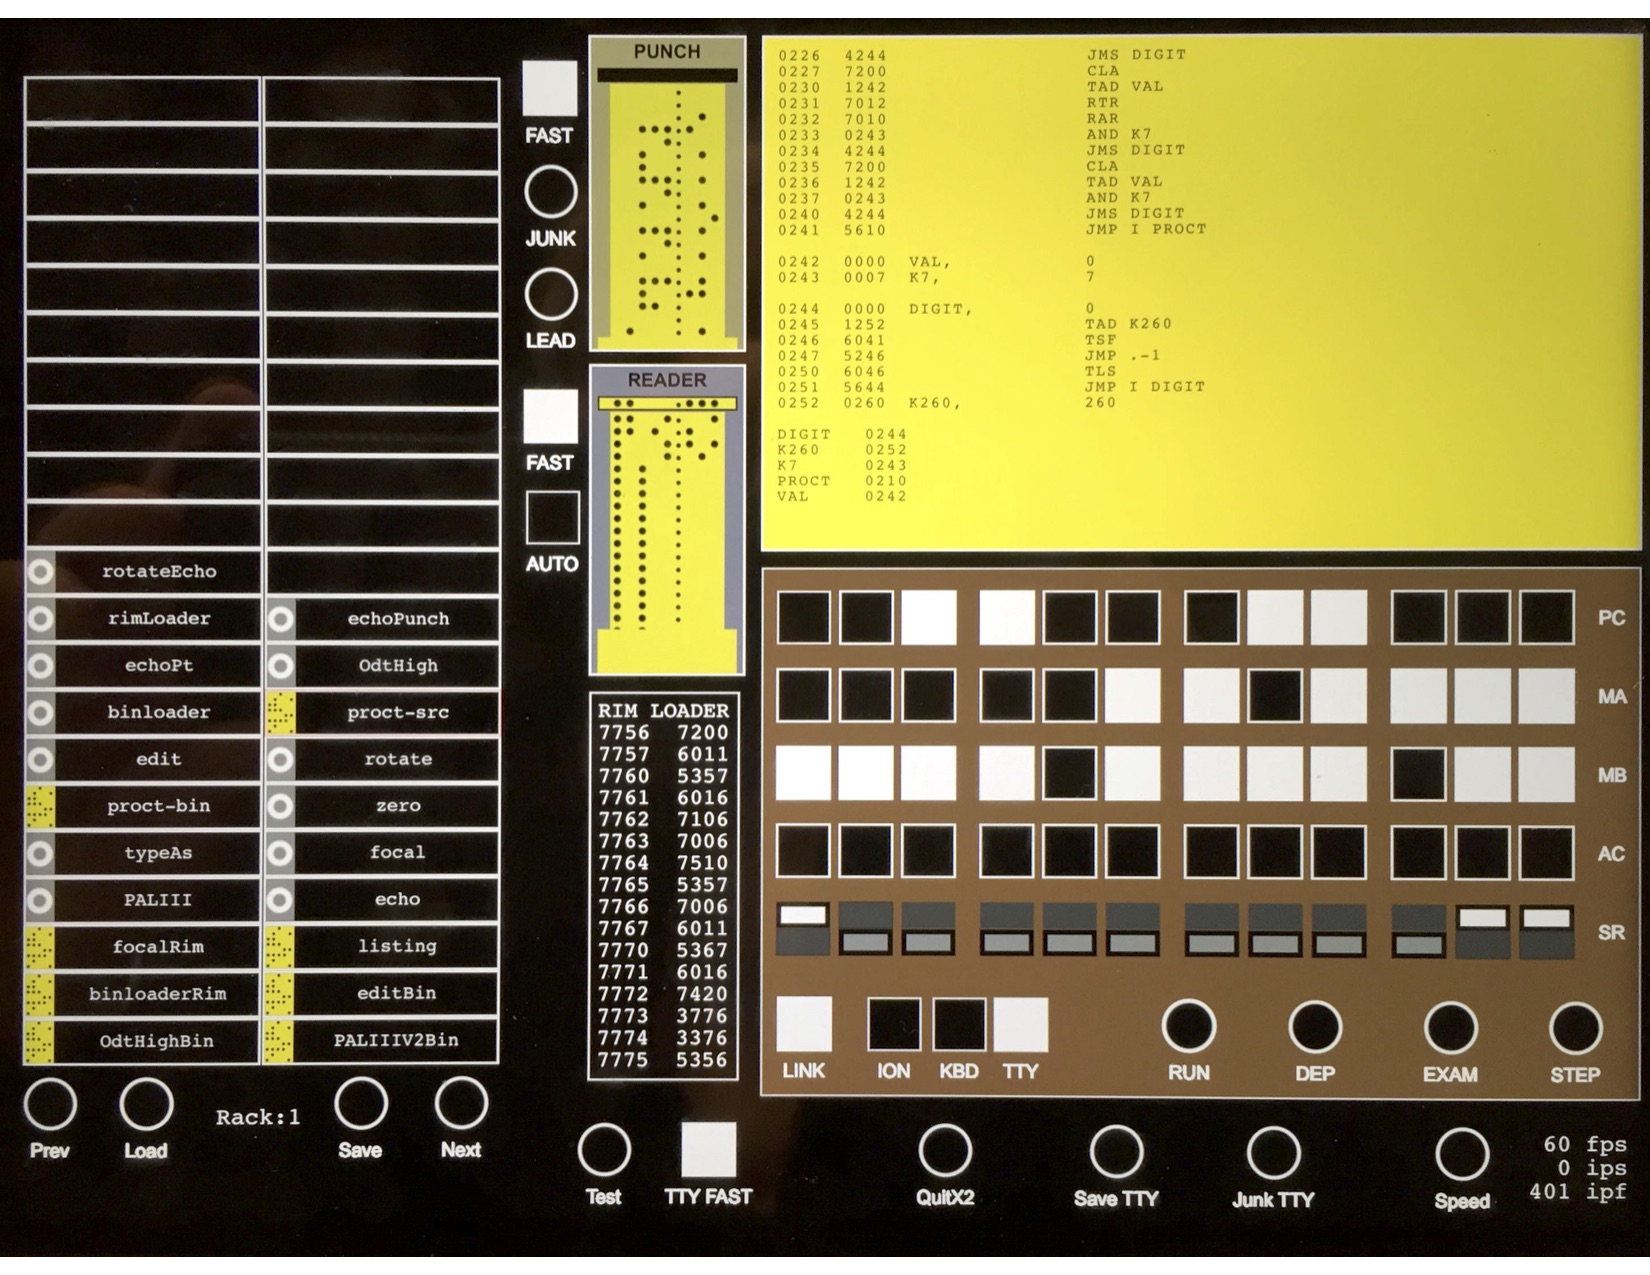 rotateEcho
rimLoader echoPunch
echoPt OdtHigh
binloader proct-src
edit rotate
proct-bin zero
typeAs focal
PALIII echo
focalRim listing
binloaderRim editBin
OdtHighBin PALIIIV2Bin
Prev Load Rack:1 Save Next
FAST
JUNK
LEAD
FAST
AUTO
PUNCH
READER
RIM LOADER
7756 7200
7757 6011
7760 5357
7761 6016
7762 7106
7763 7006
7764 7510
7765 5357
7766 7006
7767 6011
7770 5367
7771 6016
7772 7420
7773 3776
7774 3376
7775 5356
0226 4244 JMS DIGIT
0227 7200 CLA
0230 1242 TAD VAL
0231 7012 RTR
0232 7010 RAR
0233 0243 AND K7
0234 4244 JMS DIGIT
0235 7200 CLA
0236 1242 TAD VAL
0237 0243 AND K7
0240 4244 JMS DIGIT
0241 5610 JMP I PROCT
0242 0000 VAL, 0
0243 0007 K7, 7
0244 0000 DIGIT, 0
0245 1252 TAD K260
0246 6041 TSF
0247 5246 JMP .-1
0250 6046 TLS
0251 5644 JMP I DIGIT
0252 0260 K260, 260
DIGIT 0244
K260 0252
K7 0243
PROCT 0210
VAL 0242
PC
MA
MB
AC
SR
LINK ION KBD TTY RUN DEP EXAM STEP
Test TTY FAST QuitX2 Save TTY Junk TTY Speed
60 fps
0 ips
401 ipf